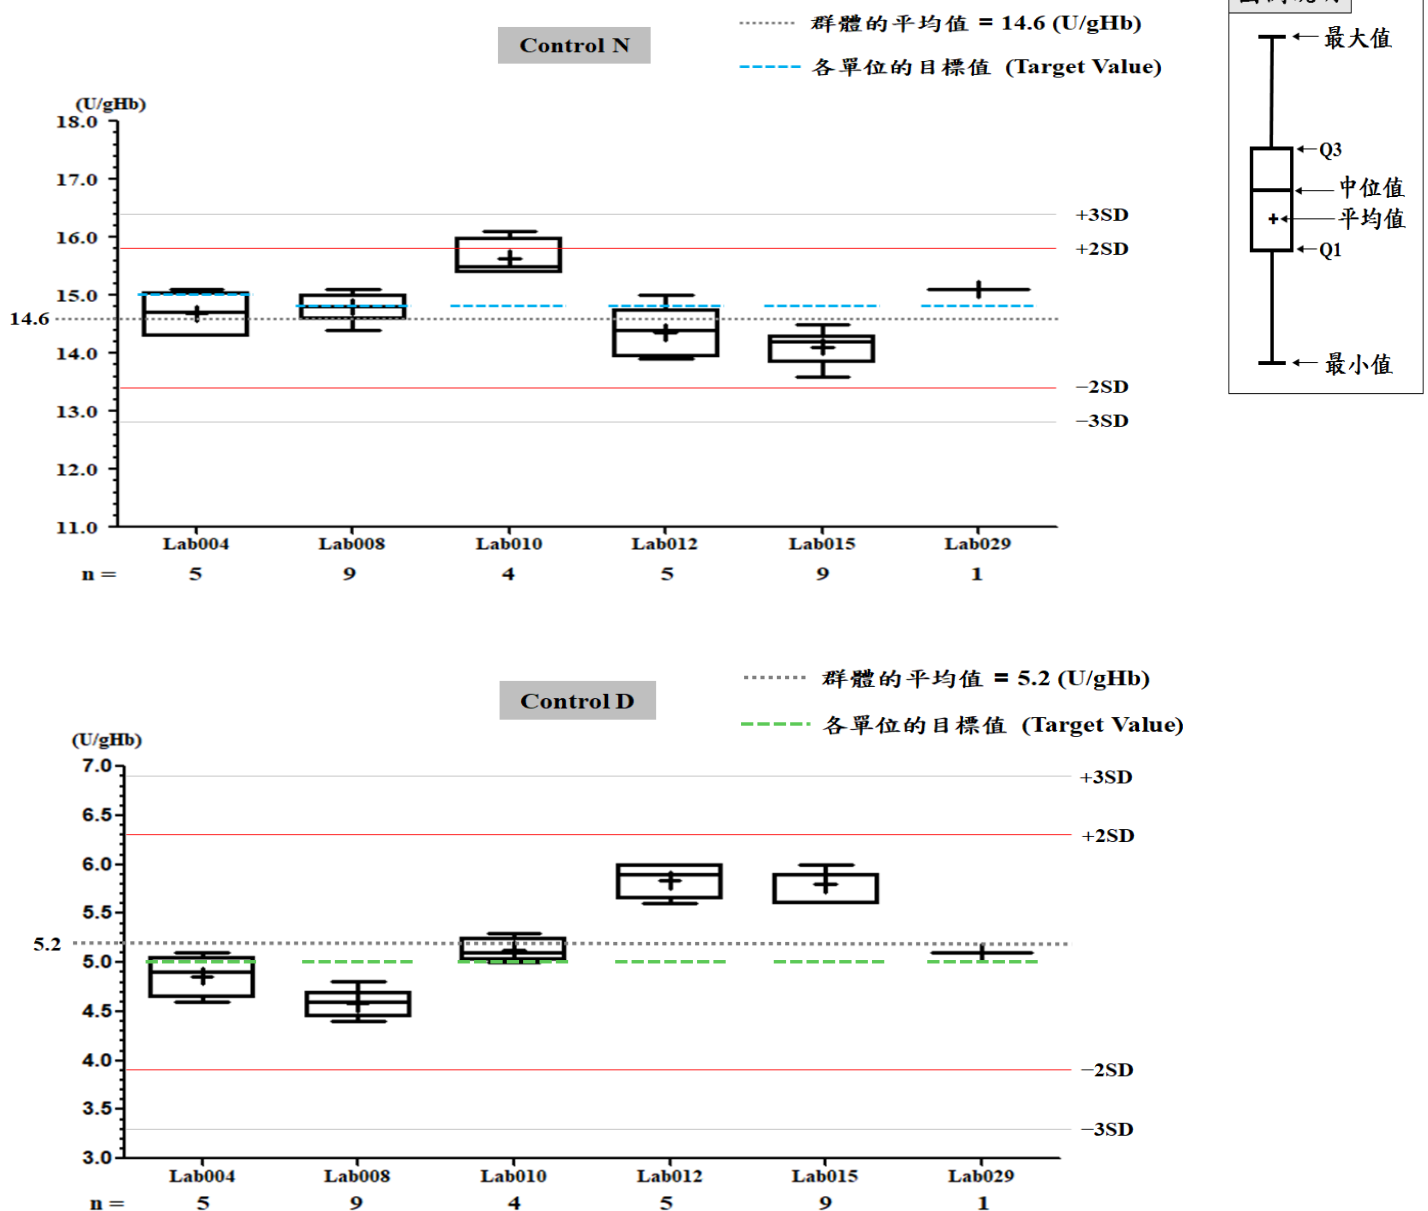 Control N
群體的平均值 = 14.6 (U/gHb)
各單位的目標值 (Target Value)
(U/gHb)
18.0
17.0
16.0
15.0
14.6
14.0
13.0
12.0
11.0
+3SD
+2SD
−2SD
−3SD
Lab004 Lab008 Lab010 Lab012 Lab015 Lab029
n = 5 9 4 5 9 1
最大值
Q3
中位值
平均值
Q1
最小值
Control D
群體的平均值 = 5.2 (U/gHb)
各單位的目標值 (Target Value)
(U/gHb)
7.0
6.5
6.0
5.5
5.2
5.0
4.5
4.0
3.5
3.0
+3SD
+2SD
−2SD
−3SD
Lab004 Lab008 Lab010 Lab012 Lab015 Lab029
n = 5 9 4 5 9 1